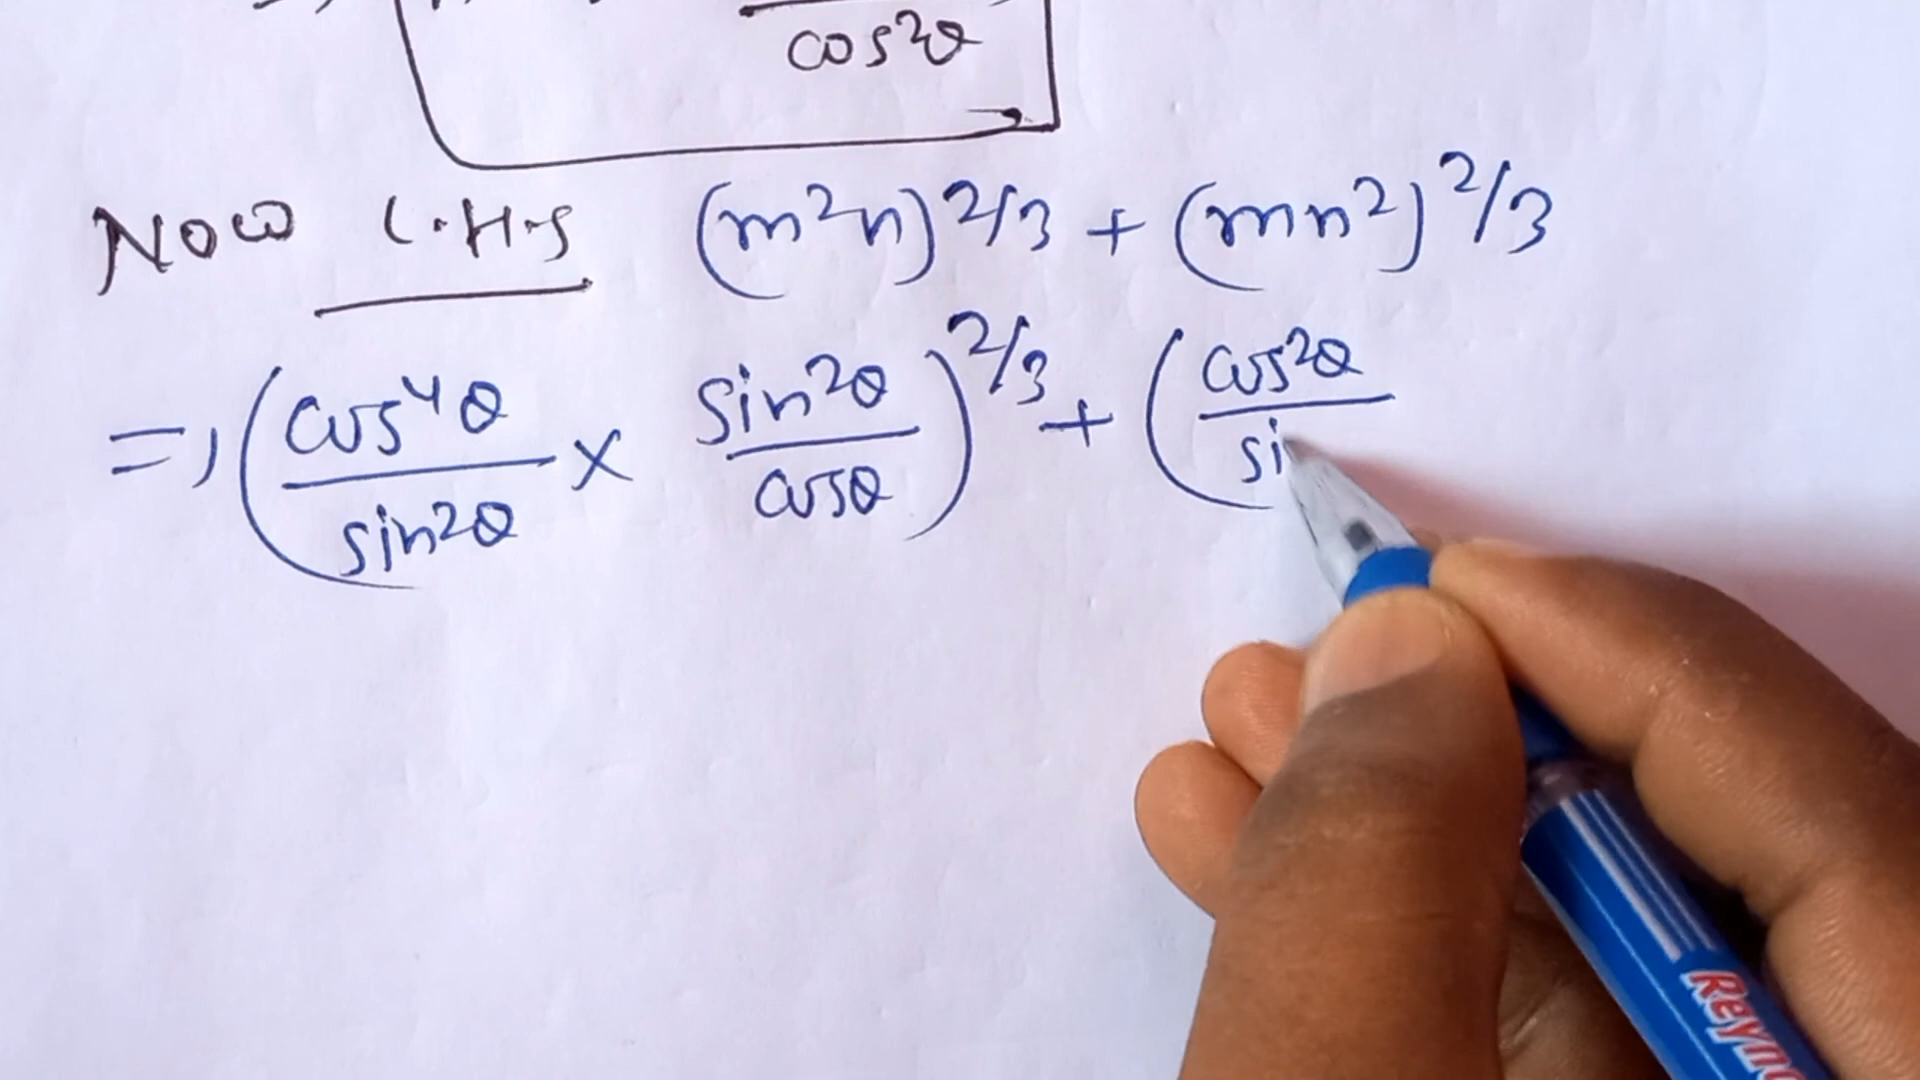 cos²θ
Now L.H.S (m²n)^2/3 + (mn²)^2/3
=, (cos⁴θ/sin²θ × sin²θ/cosθ)^2/3 + (cos²θ/si
Reyno